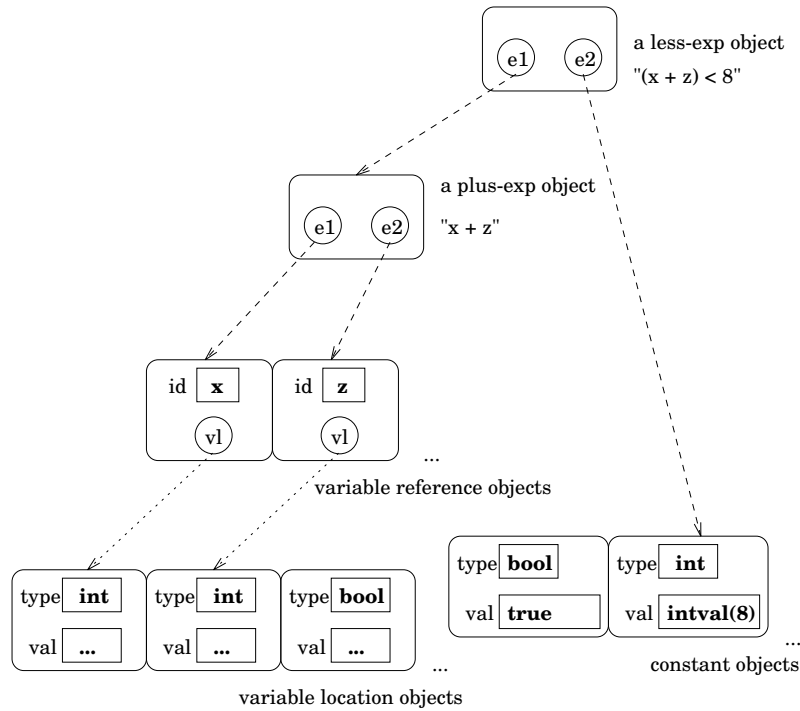 e1 e2 a less-exp object
"(x + z) < 8"
a plus-exp object
e1 e2 "x + z"
id x id z
vl vl
...
variable reference objects
type bool type int
val true val intval(8)
...
constant objects
type int type int type bool
val ... val ... val ...
...
variable location objects